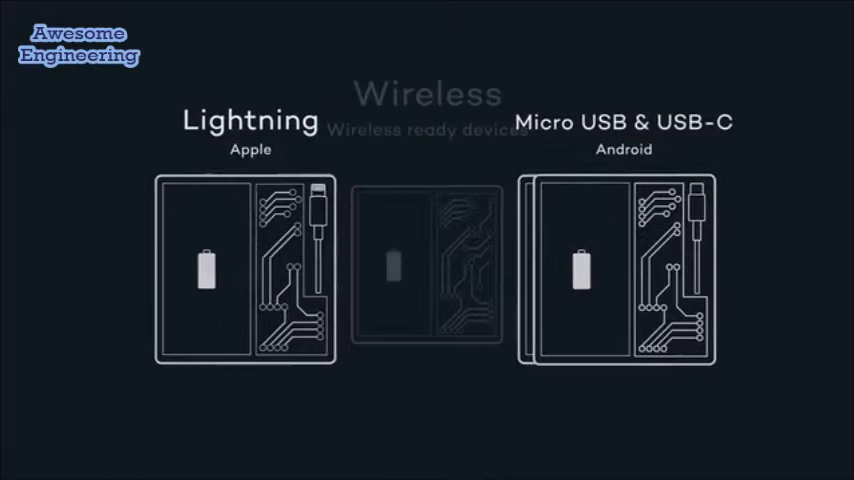 Awesome
Engineering
Wireless
Lightning
Wireless ready devices
Micro USB & USB-C
Apple
Android